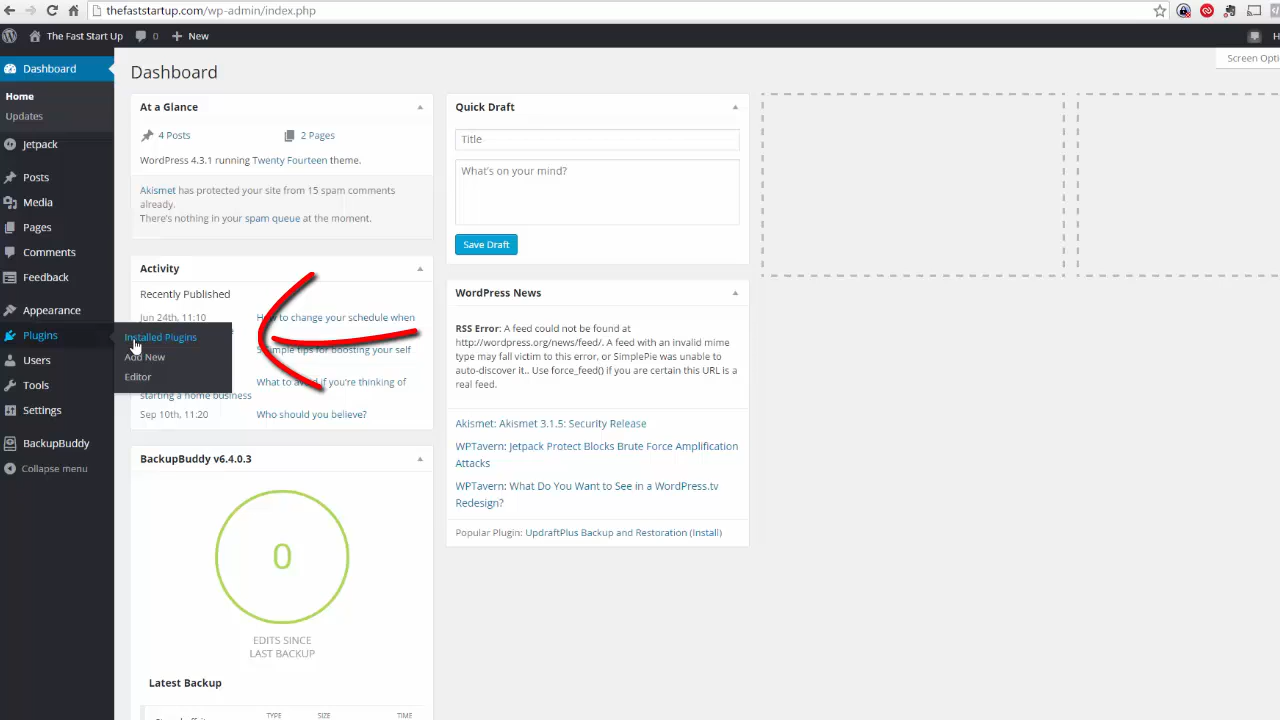 thefaststartup.com/wp-admin/index.php
The Fast Start Up
0
New
Dashboard
Home
Updates
Jetpack
Posts
Media
Pages
Comments
Feedback
Appearance
Plugins
Users
Tools
Settings
BackupBuddy
Collapse menu
Installed Plugins
Add New
Editor
Dashboard
Screen Opti
At a Glance
4 Posts
2 Pages
WordPress 4.3.1 running Twenty Fourteen theme.
Akismet has protected your site from 15 spam comments
already.
There's nothing in your spam queue at the moment.
Activity
Recently Published
Jun 24th, 11:10
How to change your schedule when
simple tips for boosting your self
What to avoid if you're thinking of
starting a home business
Sep 10th, 11:20
Who should you believe?
BackupBuddy v6.4.0.3
0
EDITS SINCE
LAST BACKUP
Latest Backup
TYPE
SIZE
TIME
Quick Draft
Title
What's on your mind?
Save Draft
WordPress News
RSS Error: A feed could not be found at
http://wordpress.org/news/feed/. A feed with an invalid mime
type may fall victim to this error, or SimplePie was unable to
auto-discover it.. Use force_feed() if you are certain this URL is a
real feed.
Akismet: Akismet 3.1.5: Security Release
WPTavern: Jetpack Protect Blocks Brute Force Amplification
Attacks
WPTavern: What Do You Want to See in a WordPress.tv
Redesign?
Popular Plugin: UpdraftPlus Backup and Restoration (Install)